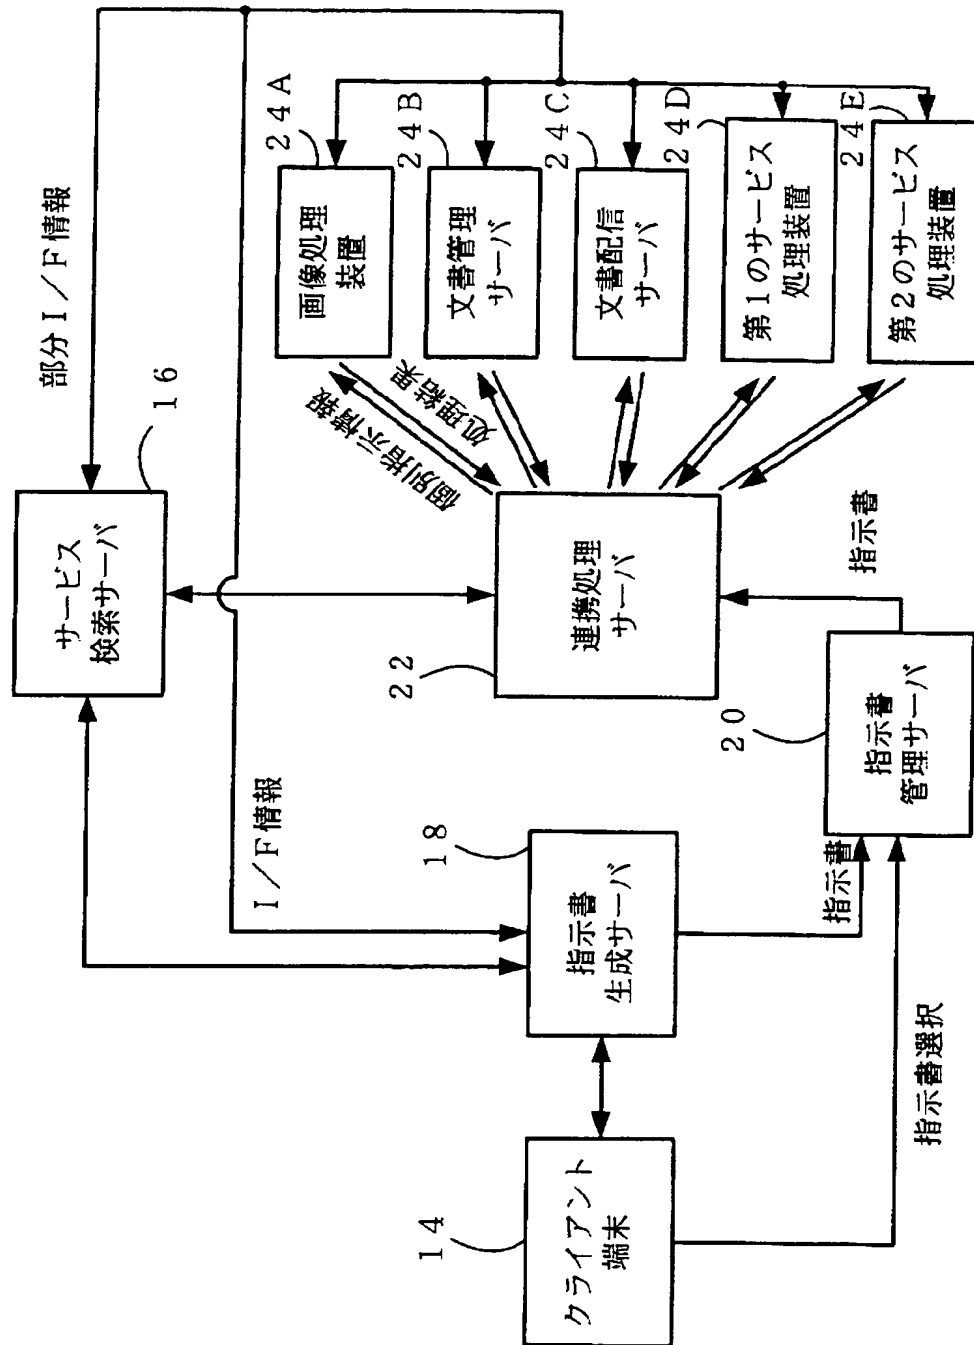 部分Ｉ／Ｆ情報
１６
サービス
検索サーバ
Ｉ／Ｆ情報
１４
クライアント
端末
１８
指示書
生成サーバ
指示書
指示書選択
２０
指示書
管理サーバ
指示書
２２
連携処理
サーバ
個別指示情報
処理結果
２４Ａ
画像処理
装置
２４Ｂ
文書管理
サーバ
２４Ｃ
文書配信
サーバ
２４Ｄ
第１のサービス
処理装置
２４Ｅ
第２のサービス
処理装置